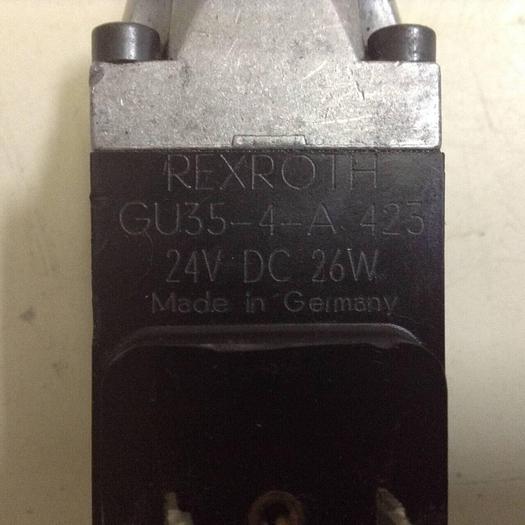 REXROTH
GU35-4-A 423
24V DC 26W
Made in Germany